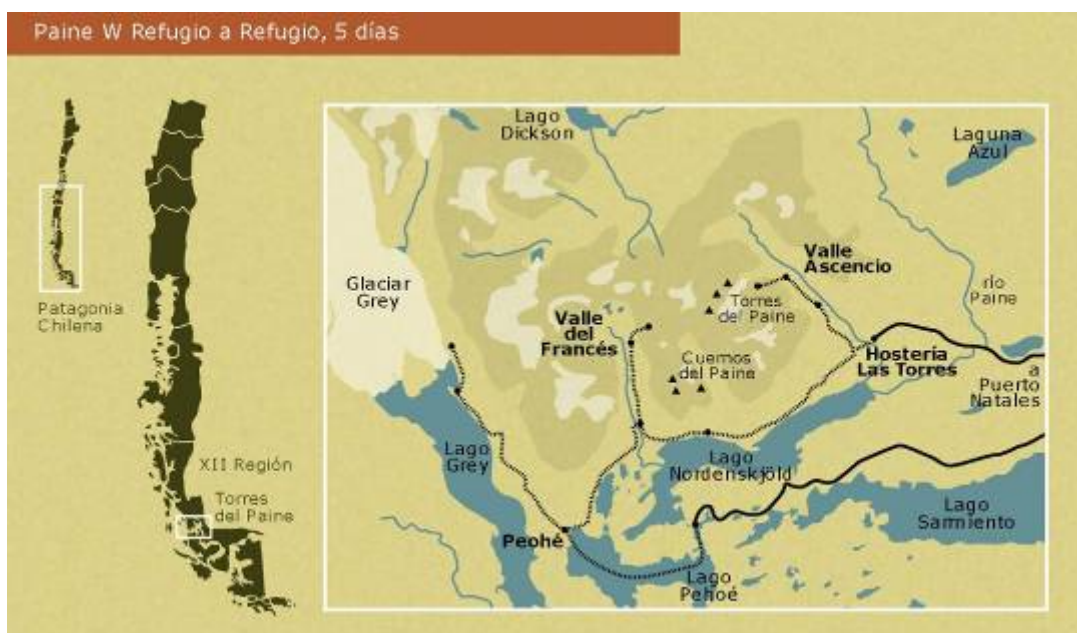 Paine W Refugio a Refugio, 5 días
Patagonia
Chilena
XII Región
Torres
del Paine
Lago
Dickson
Laguna
Azul
Glaciar
Grey
Valle
Ascencio
río
Paine
Valle
del
Francés
Torres
del Paine
Cuernos
del Paine
Hostería
Las Torres
a
Puerto
Natales
Lago
Grey
Lago
Nordenskjöld
Lago
Sarmiento
Peohé
Lago
Pehoé